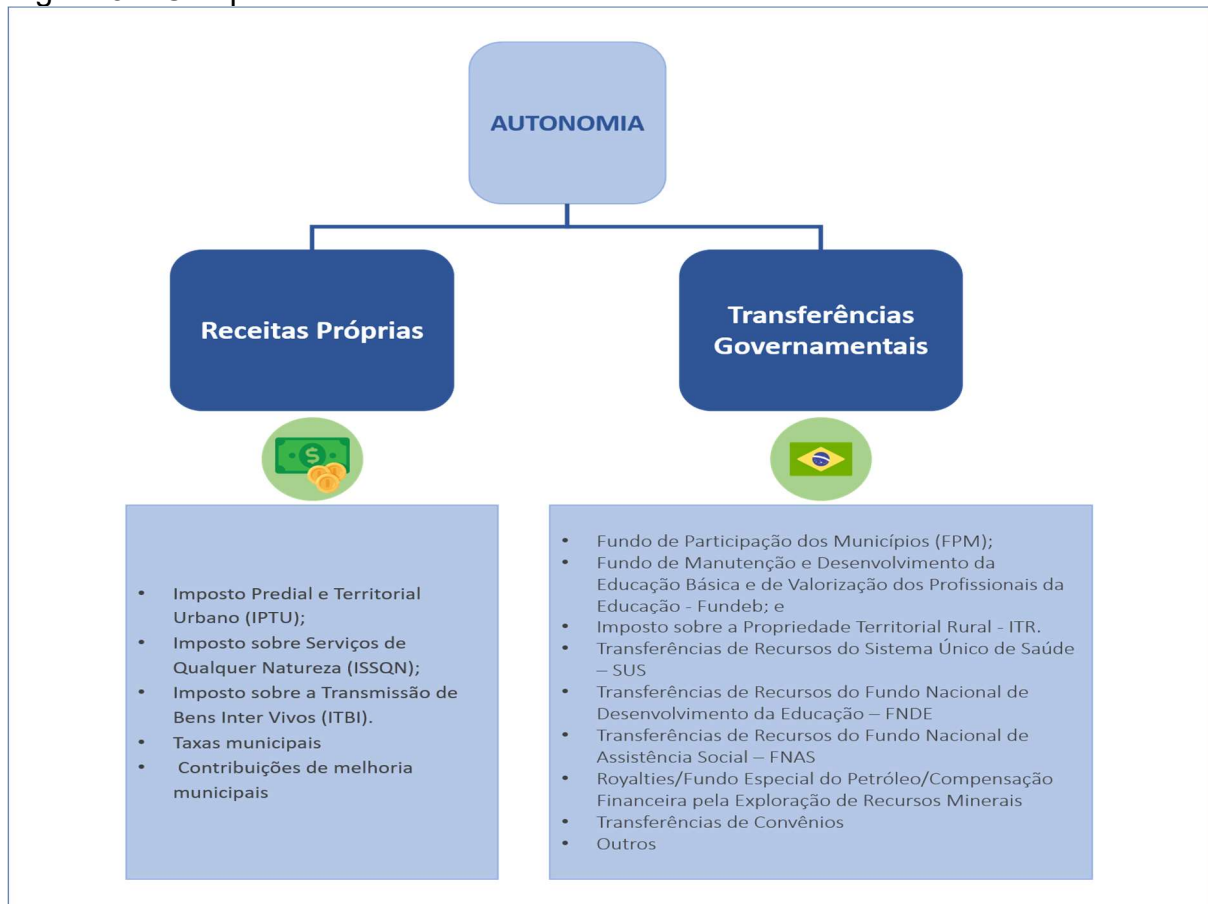 AUTONOMIA
Receitas Próprias
Transferências
Governamentais
$
• Imposto Predial e Territorial
Urbano (IPTU);
• Imposto sobre Serviços de
Qualquer Natureza (ISSQN);
• Imposto sobre a Transmissão de
Bens Inter Vivos (ITBI).
• Taxas municipais
• Contribuições de melhoria
municipais
• Fundo de Participação dos Municípios (FPM);
• Fundo de Manutenção e Desenvolvimento da
Educação Básica e de Valorização dos Profissionais da
Educação - Fundeb; e
• Imposto sobre a Propriedade Territorial Rural - ITR.
• Transferências de Recursos do Sistema Único de Saúde
– SUS
• Transferências de Recursos do Fundo Nacional de
Desenvolvimento da Educação – FNDE
• Transferências de Recursos do Fundo Nacional de
Assistência Social – FNAS
• Royalties/Fundo Especial do Petróleo/Compensação
Financeira pela Exploração de Recursos Minerais
• Transferências de Convênios
• Outros